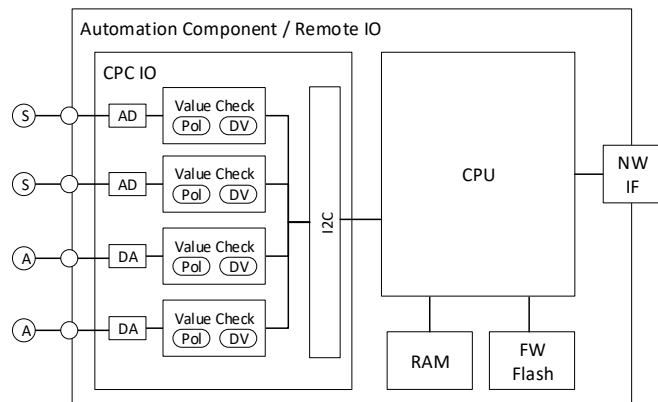 Automation Component / Remote IO
CPC IO
S
AD
Value Check
Pol DV
S
AD
Value Check
Pol DV
A
DA
Value Check
Pol DV
A
DA
Value Check
Pol DV
I2C
CPU
NW
IF
RAM
FW
Flash